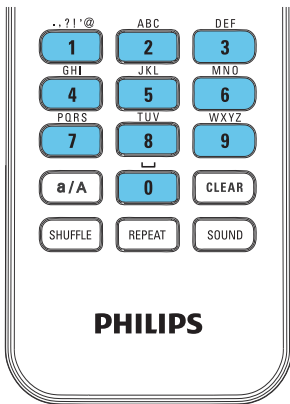 .,?!'@ ABC DEF
1 2 3
GHI JKL MNO
4 5 6
PQRS TUV WXYZ
7 8 9
a/A 0 CLEAR
SHUFFLE REPEAT SOUND
PHILIPS